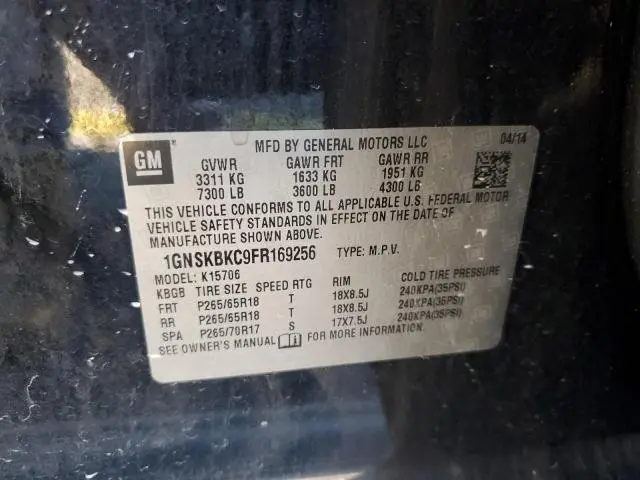 GM
MFD BY GENERAL MOTORS LLC 04/14
GVWR GAWR FRT GAWR RR
3311 KG 1633 KG 1951 KG
7300 LB 3600 LB 4300 LB
THIS VEHICLE CONFORMS TO ALL APPLICABLE U.S. FEDERAL MOTOR
VEHICLE SAFETY STANDARDS IN EFFECT ON THE DATE OF
MANUFACTURE SHOWN ABOVE.
1GNSKBKC9FR169256 TYPE: M.P.V.
MODEL: K15706
KBGB TIRE SIZE SPEED RTG RIM COLD TIRE PRESSURE
FRT P265/65R18 T 18X8.5J 240KPA(35PSI)
RR P265/65R18 T 18X8.5J 240KPA(35PSI)
SPA P265/70R17 S 17X7.5J 240KPA(35PSI)
SEE OWNER'S MANUAL FOR MORE INFORMATION.